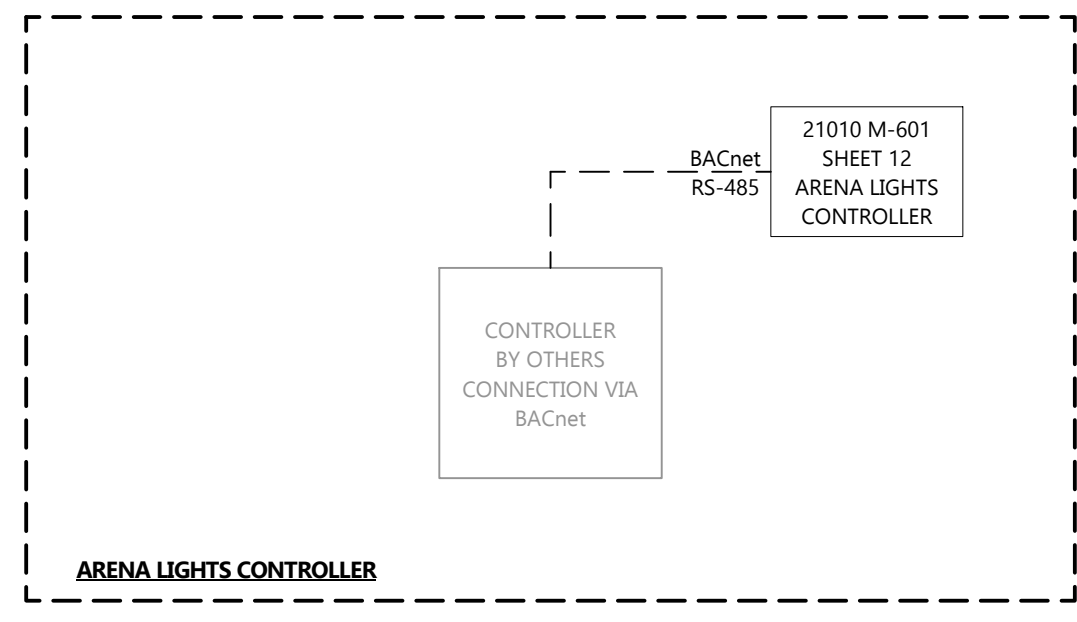 21010 M-601
SHEET 12
ARENA LIGHTS
CONTROLLER
BACnet
RS-485
CONTROLLER
BY OTHERS
CONNECTION VIA
BACnet
ARENA LIGHTS CONTROLLER